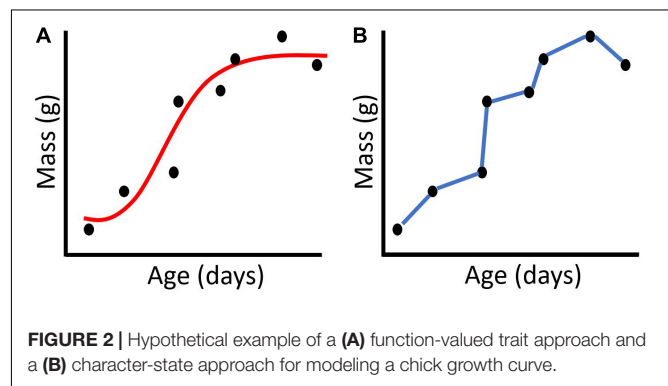 A
B
Mass (g)
Mass (g)
Age (days)
Age (days)
FIGURE 2 | Hypothetical example of a (A) function-valued trait approach and
a (B) character-state approach for modeling a chick growth curve.